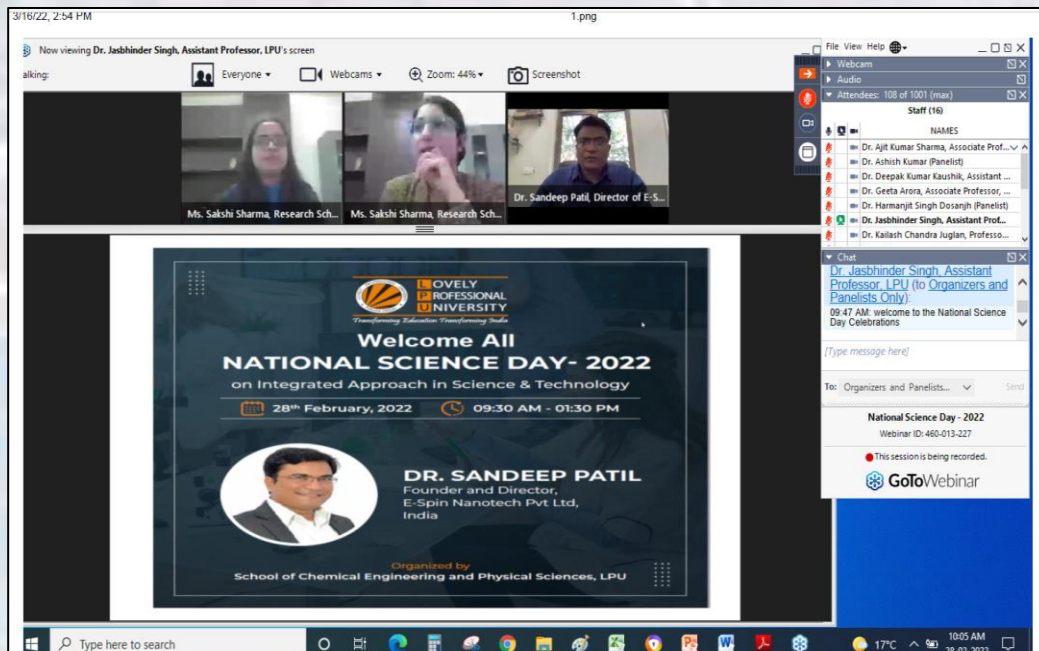 3/16/22, 2:54 PM
1.png
Now viewing Dr. Jasbhinder Singh, Assistant Professor, LPU's screen
alking:
Everyone
Webcams
Zoom: 44%
Screenshot
Ms. Sakshi Sharma, Research Sch...
Ms. Sakshi Sharma, Research Sch...
Dr. Sandeep Patil, Director of E-S...
LOVELY
PROFESSIONAL
UNIVERSITY
Transforming Education Transforming India
Welcome All
NATIONAL SCIENCE DAY- 2022
on Integrated Approach in Science & Technology
28th February, 2022
09:30 AM - 01:30 PM
DR. SANDEEP PATIL
Founder and Director,
E-Spin Nanotech Pvt Ltd,
India
Organized by
School of Chemical Engineering and Physical Sciences, LPU
File View Help
Webcam
Audio
Attendees: 108 of 1001 (max)
Staff (16)
NAMES
Dr. Ajit Kumar Sharma, Associate Prof...
Dr. Ashish Kumar (Panelist)
Dr. Deepak Kumar Kaushik, Assistant ...
Dr. Geeta Arora, Associate Professor, ...
Dr. Harmanjit Singh Dosanjh (Panelist)
Dr. Jasbhinder Singh, Assistant Prof...
Dr. Kailash Chandra Juglan, Professo...
Chat
Dr. Jasbhinder Singh, Assistant
Professor, LPU (to Organizers and
Panelists Only):
09:47 AM: welcome to the National Science
Day Celebrations
[Type message here]
To: Organizers and Panelists...
Send
National Science Day - 2022
Webinar ID: 460-013-227
This session is being recorded.
GoToWebinar
Type here to search
17°C
10:05 AM
28-02-2022